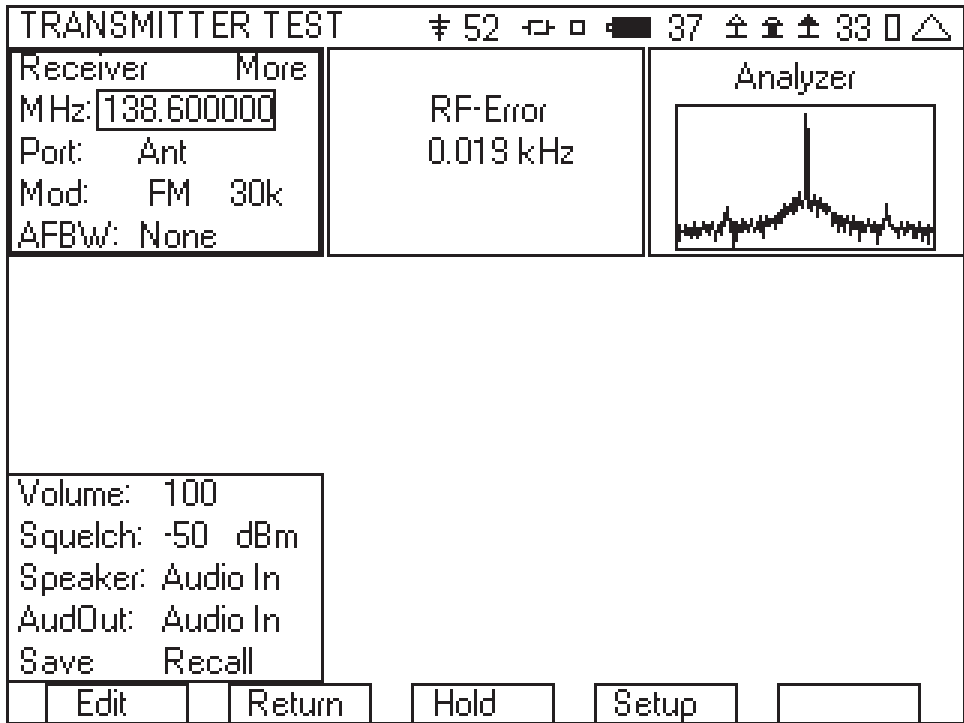 TRANSMITTER TEST 52 37 33
Receiver More
MHz: 138.600000
Port: Ant
Mod: FM 30k
AFBW: None
RF-Error
0.019 kHz
Analyzer
Volume: 100
Squelch: -50 dBm
Speaker: Audio In
AudOut: Audio In
Save Recall
Edit Return Hold Setup